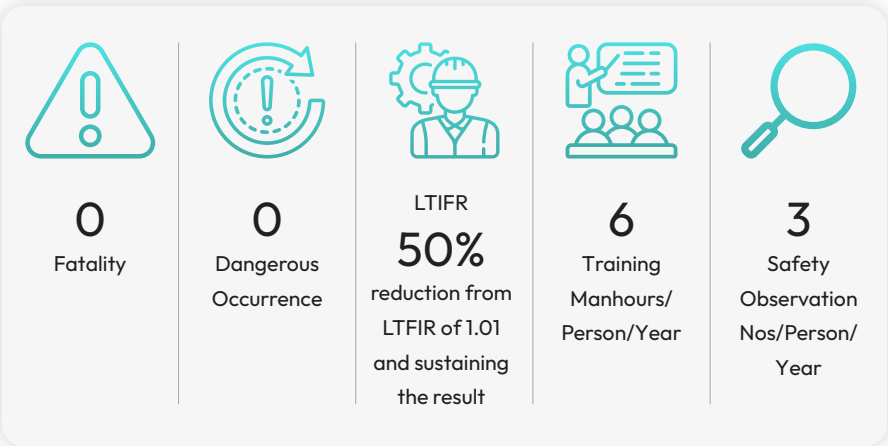 0
Fatality
0
Dangerous
Occurrence
LTIFR
50%
reduction from
LTFIR of 1.01
and sustaining
the result
6
Training
Manhours/
Person/Year
3
Safety
Observation
Nos/Person/
Year